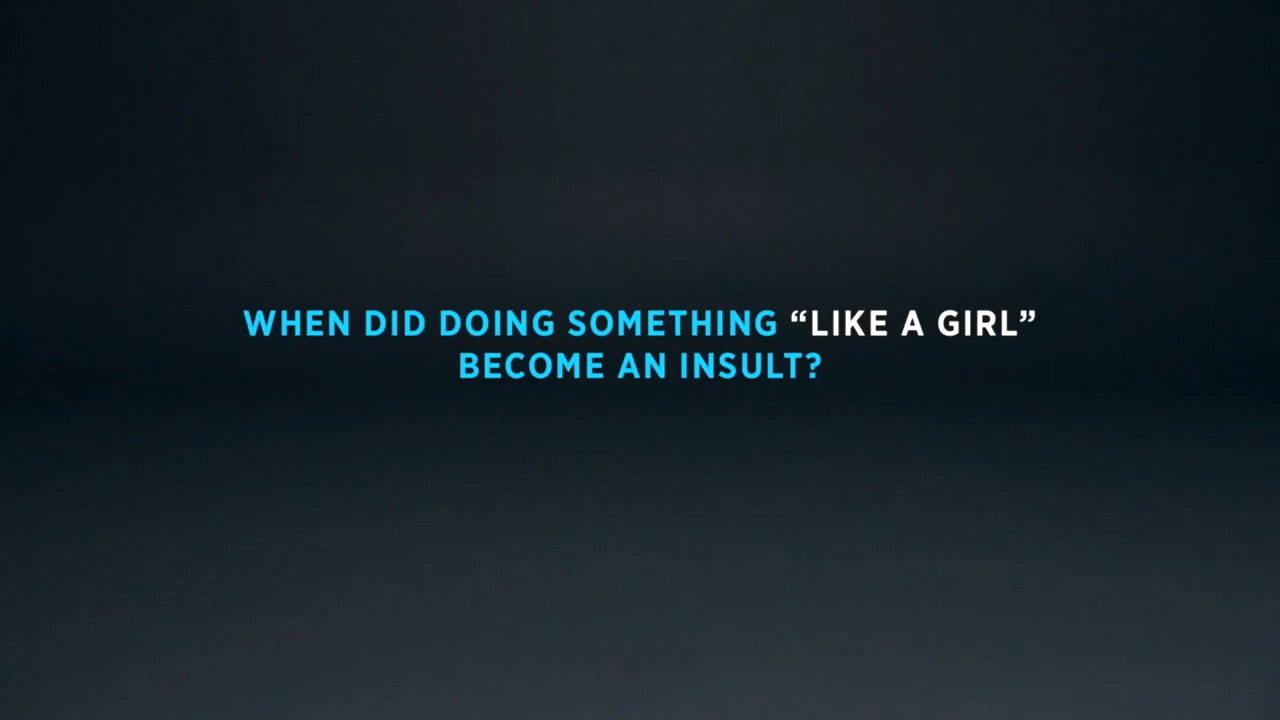 WHEN DID DOING SOMETHING “LIKE A GIRL”
BECOME AN INSULT?